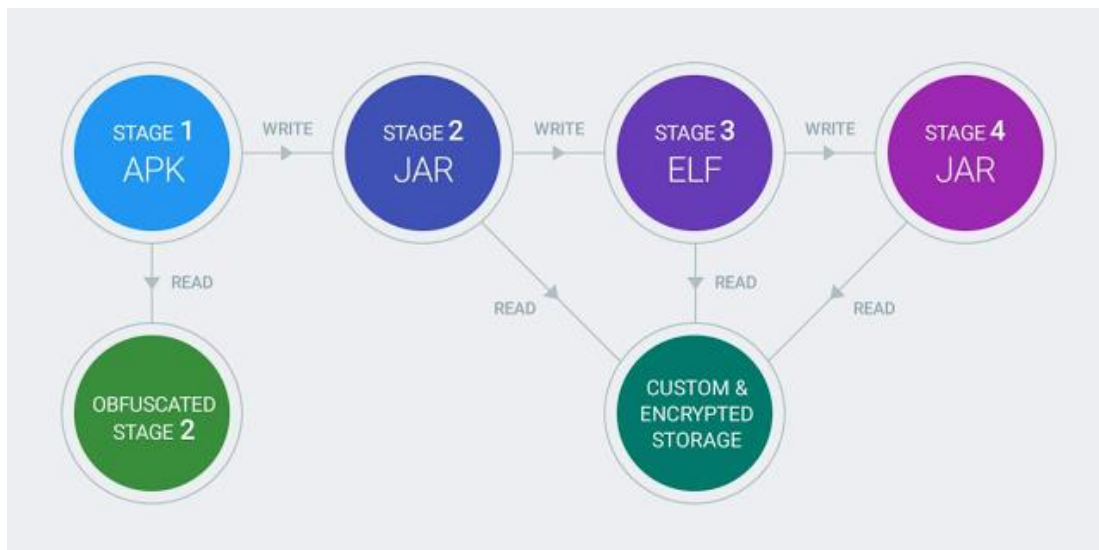 STAGE 1
APK
WRITE
STAGE 2
JAR
WRITE
STAGE 3
ELF
WRITE
STAGE 4
JAR
READ
READ
READ
READ
OBFUSCATED
STAGE 2
CUSTOM &
ENCRYPTED
STORAGE